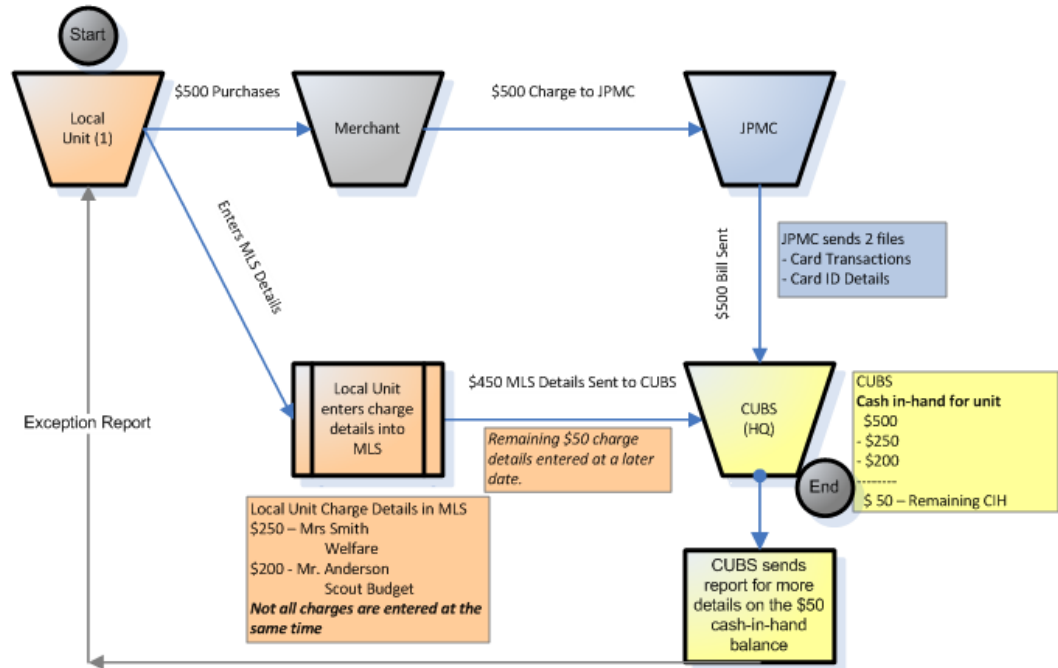 Start
Local
Unit (1)
$500 Purchases
Merchant
$500 Charge to JPMC
JPMC
Enters MLS Details
$500 Bill Sent
JPMC sends 2 files
- Card Transactions
- Card ID Details
Exception Report
Local Unit
enters charge
details into
MLS
$450 MLS Details Sent to CUBS
Remaining $50 charge
details entered at a later
date.
CUBS
(HQ)
End
CUBS
Cash in-hand for unit
$500
- $250
- $200
--------
$ 50 – Remaining CIH
Local Unit Charge Details in MLS
$250 – Mrs Smith
Welfare
$200 - Mr. Anderson
Scout Budget
Not all charges are entered at the
same time
CUBS sends
report for more
details on the $50
cash-in-hand
balance